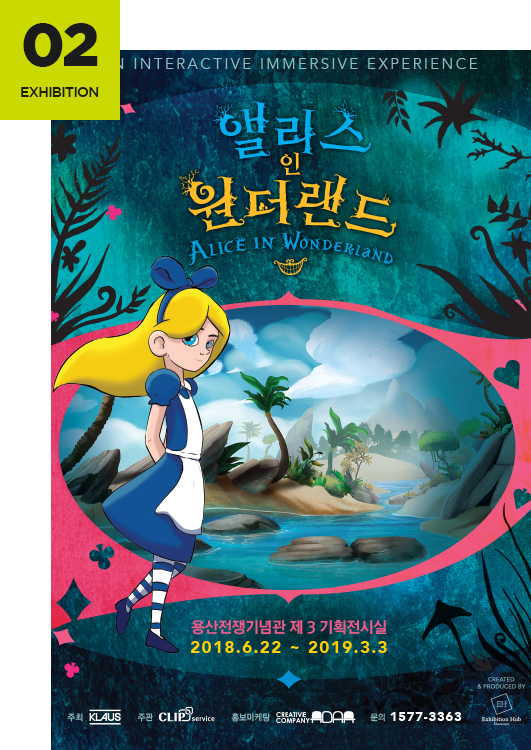 02
EXHIBITION
N INTERACTIVE IMMERSIVE EXPERIENCE
앨리스
인
원더랜드
ALICE IN WONDERLAND
용산전쟁기념관 제 3 기획전시실
2018.6.22 ~ 2019.3.3
CREATED
& PRODUCED BY
EH
Exhibition Hub
주최 KLAUS 주관 CLIP service 홍보마케팅 CREATIVE COMPANY ADAM 문의 1577-3363